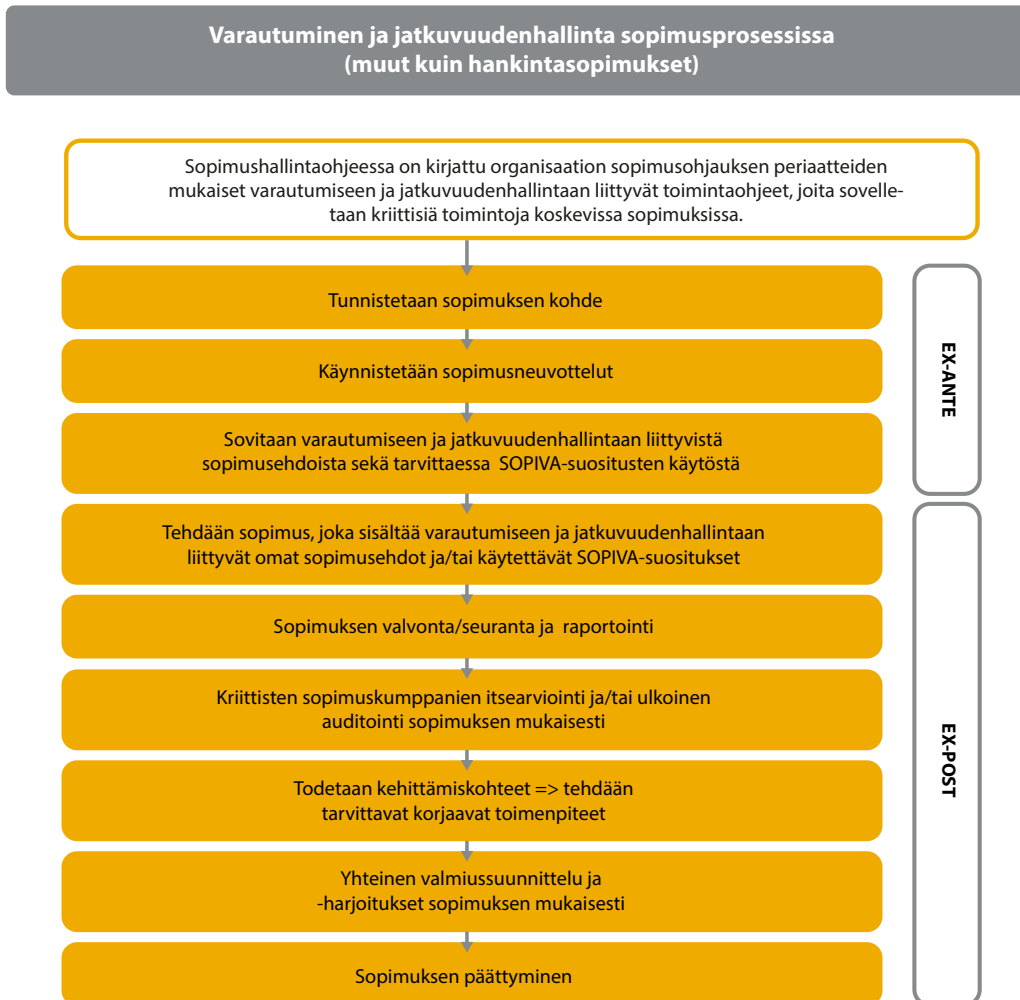 Varautuminen ja jatkuvuudenhallinta sopimusprosessissa
(muut kuin hankintasopimukset)
Sopimushallintaohjeessa on kirjattu organisaation sopimusohjauksen periaatteiden
mukaiset varautumiseen ja jatkuvuudenhallintaan liittyvät toimintaohjeet, joita sovelle-
taan kriittisiä toimintoja koskevissa sopimuksissa.
Tunnistetaan sopimuksen kohde
Käynnistetään sopimusneuvottelut
Sovitaan varautumiseen ja jatkuvuudenhallintaan liittyvistä
sopimusehdoista sekä tarvittaessa SOPIVA-suositusten käytöstä
EX-ANTE
Tehdään sopimus, joka sisältää varautumiseen ja jatkuvuudenhallintaan
liittyvät omat sopimusehdot ja/tai käytettävät SOPIVA-suositukset
Sopimuksen valvonta/seuranta ja raportointi
Kriittisten sopimuskumppanien itsearviointi ja/tai ulkoinen
auditointi sopimuksen mukaisesti
Todetaan kehittämiskohteet => tehdään
tarvittavat korjaavat toimenpiteet
Yhteinen valmiussuunnittelu ja
-harjoitukset sopimuksen mukaisesti
Sopimuksen päättyminen
EX-POST